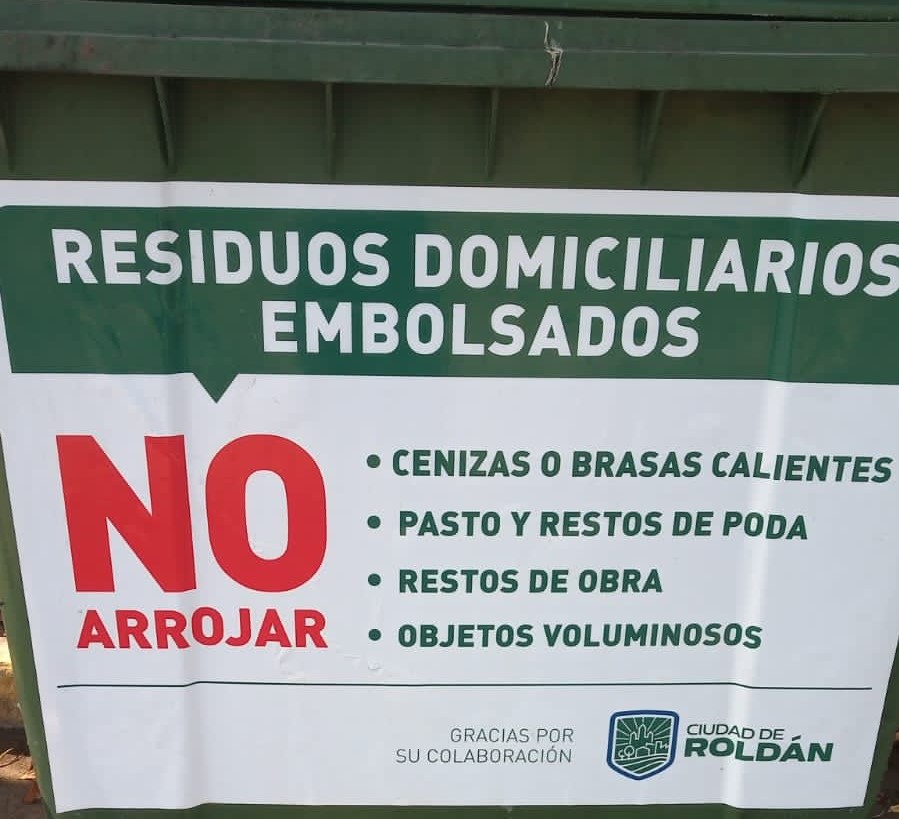 RESIDUOS DOMICILIARIOS
EMBOLSADOS
NO
ARROJAR
• CENIZAS O BRASAS CALIENTES
• PASTO Y RESTOS DE PODA
• RESTOS DE OBRA
• OBJETOS VOLUMINOSOS
GRACIAS POR
SU COLABORACIÓN
CIUDAD DE
ROLDÁN